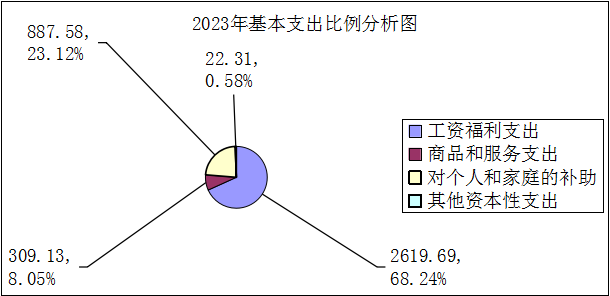 2023年基本支出比例分析图
887.58,
23.12%
22.31,
0.58%
工资福利支出
商品和服务支出
对个人和家庭的补助
其他资本性支出
309.13,
8.05%
2619.69,
68.24%